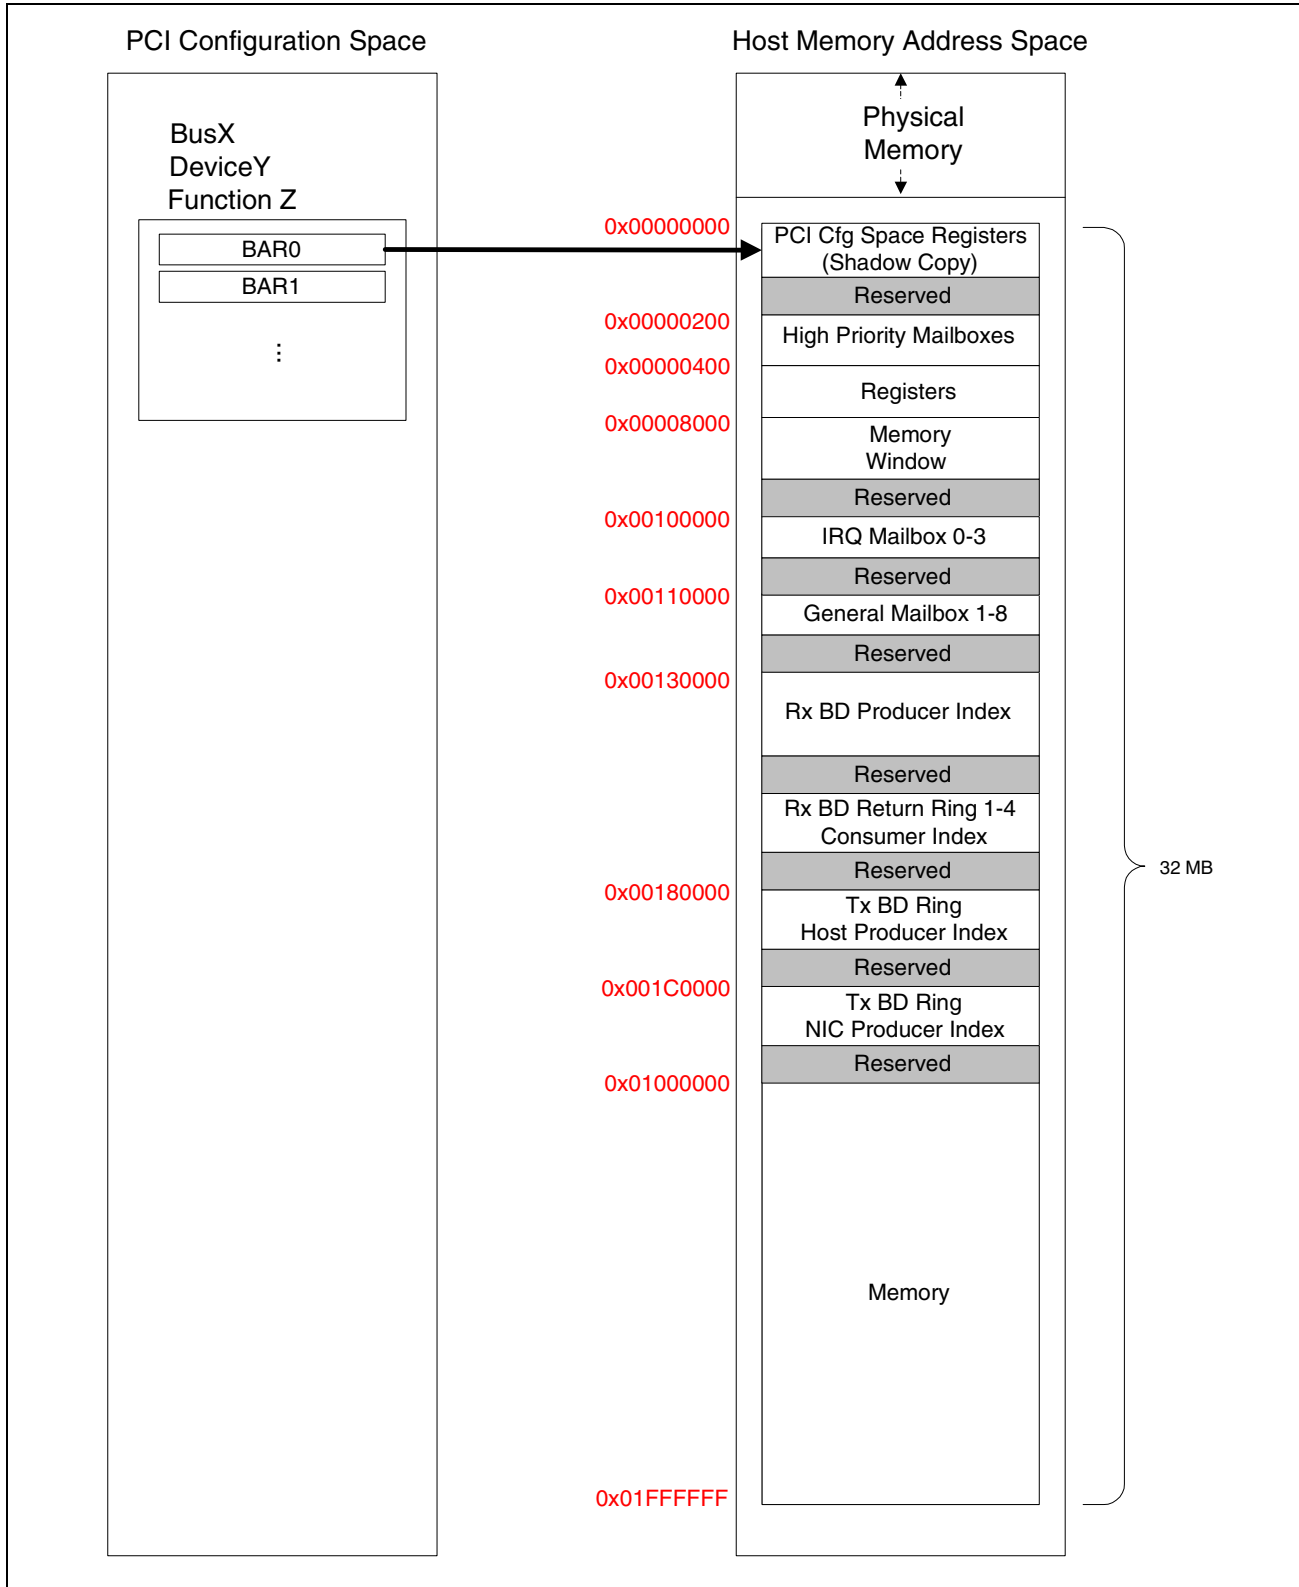 PCI Configuration Space
BusX
DeviceY
Function Z
BAR0
BAR1
...
Host Memory Address Space
Physical
Memory
0x00000000
PCI Cfg Space Registers
(Shadow Copy)
Reserved
0x00000200
High Priority Mailboxes
0x00000400
Registers
0x00008000
Memory
Window
Reserved
0x00100000
IRQ Mailbox 0-3
Reserved
0x00110000
General Mailbox 1-8
Reserved
0x00130000
Rx BD Producer Index
Reserved
Rx BD Return Ring 1-4
Consumer Index
Reserved
0x00180000
Tx BD Ring
Host Producer Index
Reserved
0x001C0000
Tx BD Ring
NIC Producer Index
Reserved
0x01000000
Memory
0x01FFFFFF
32 MB